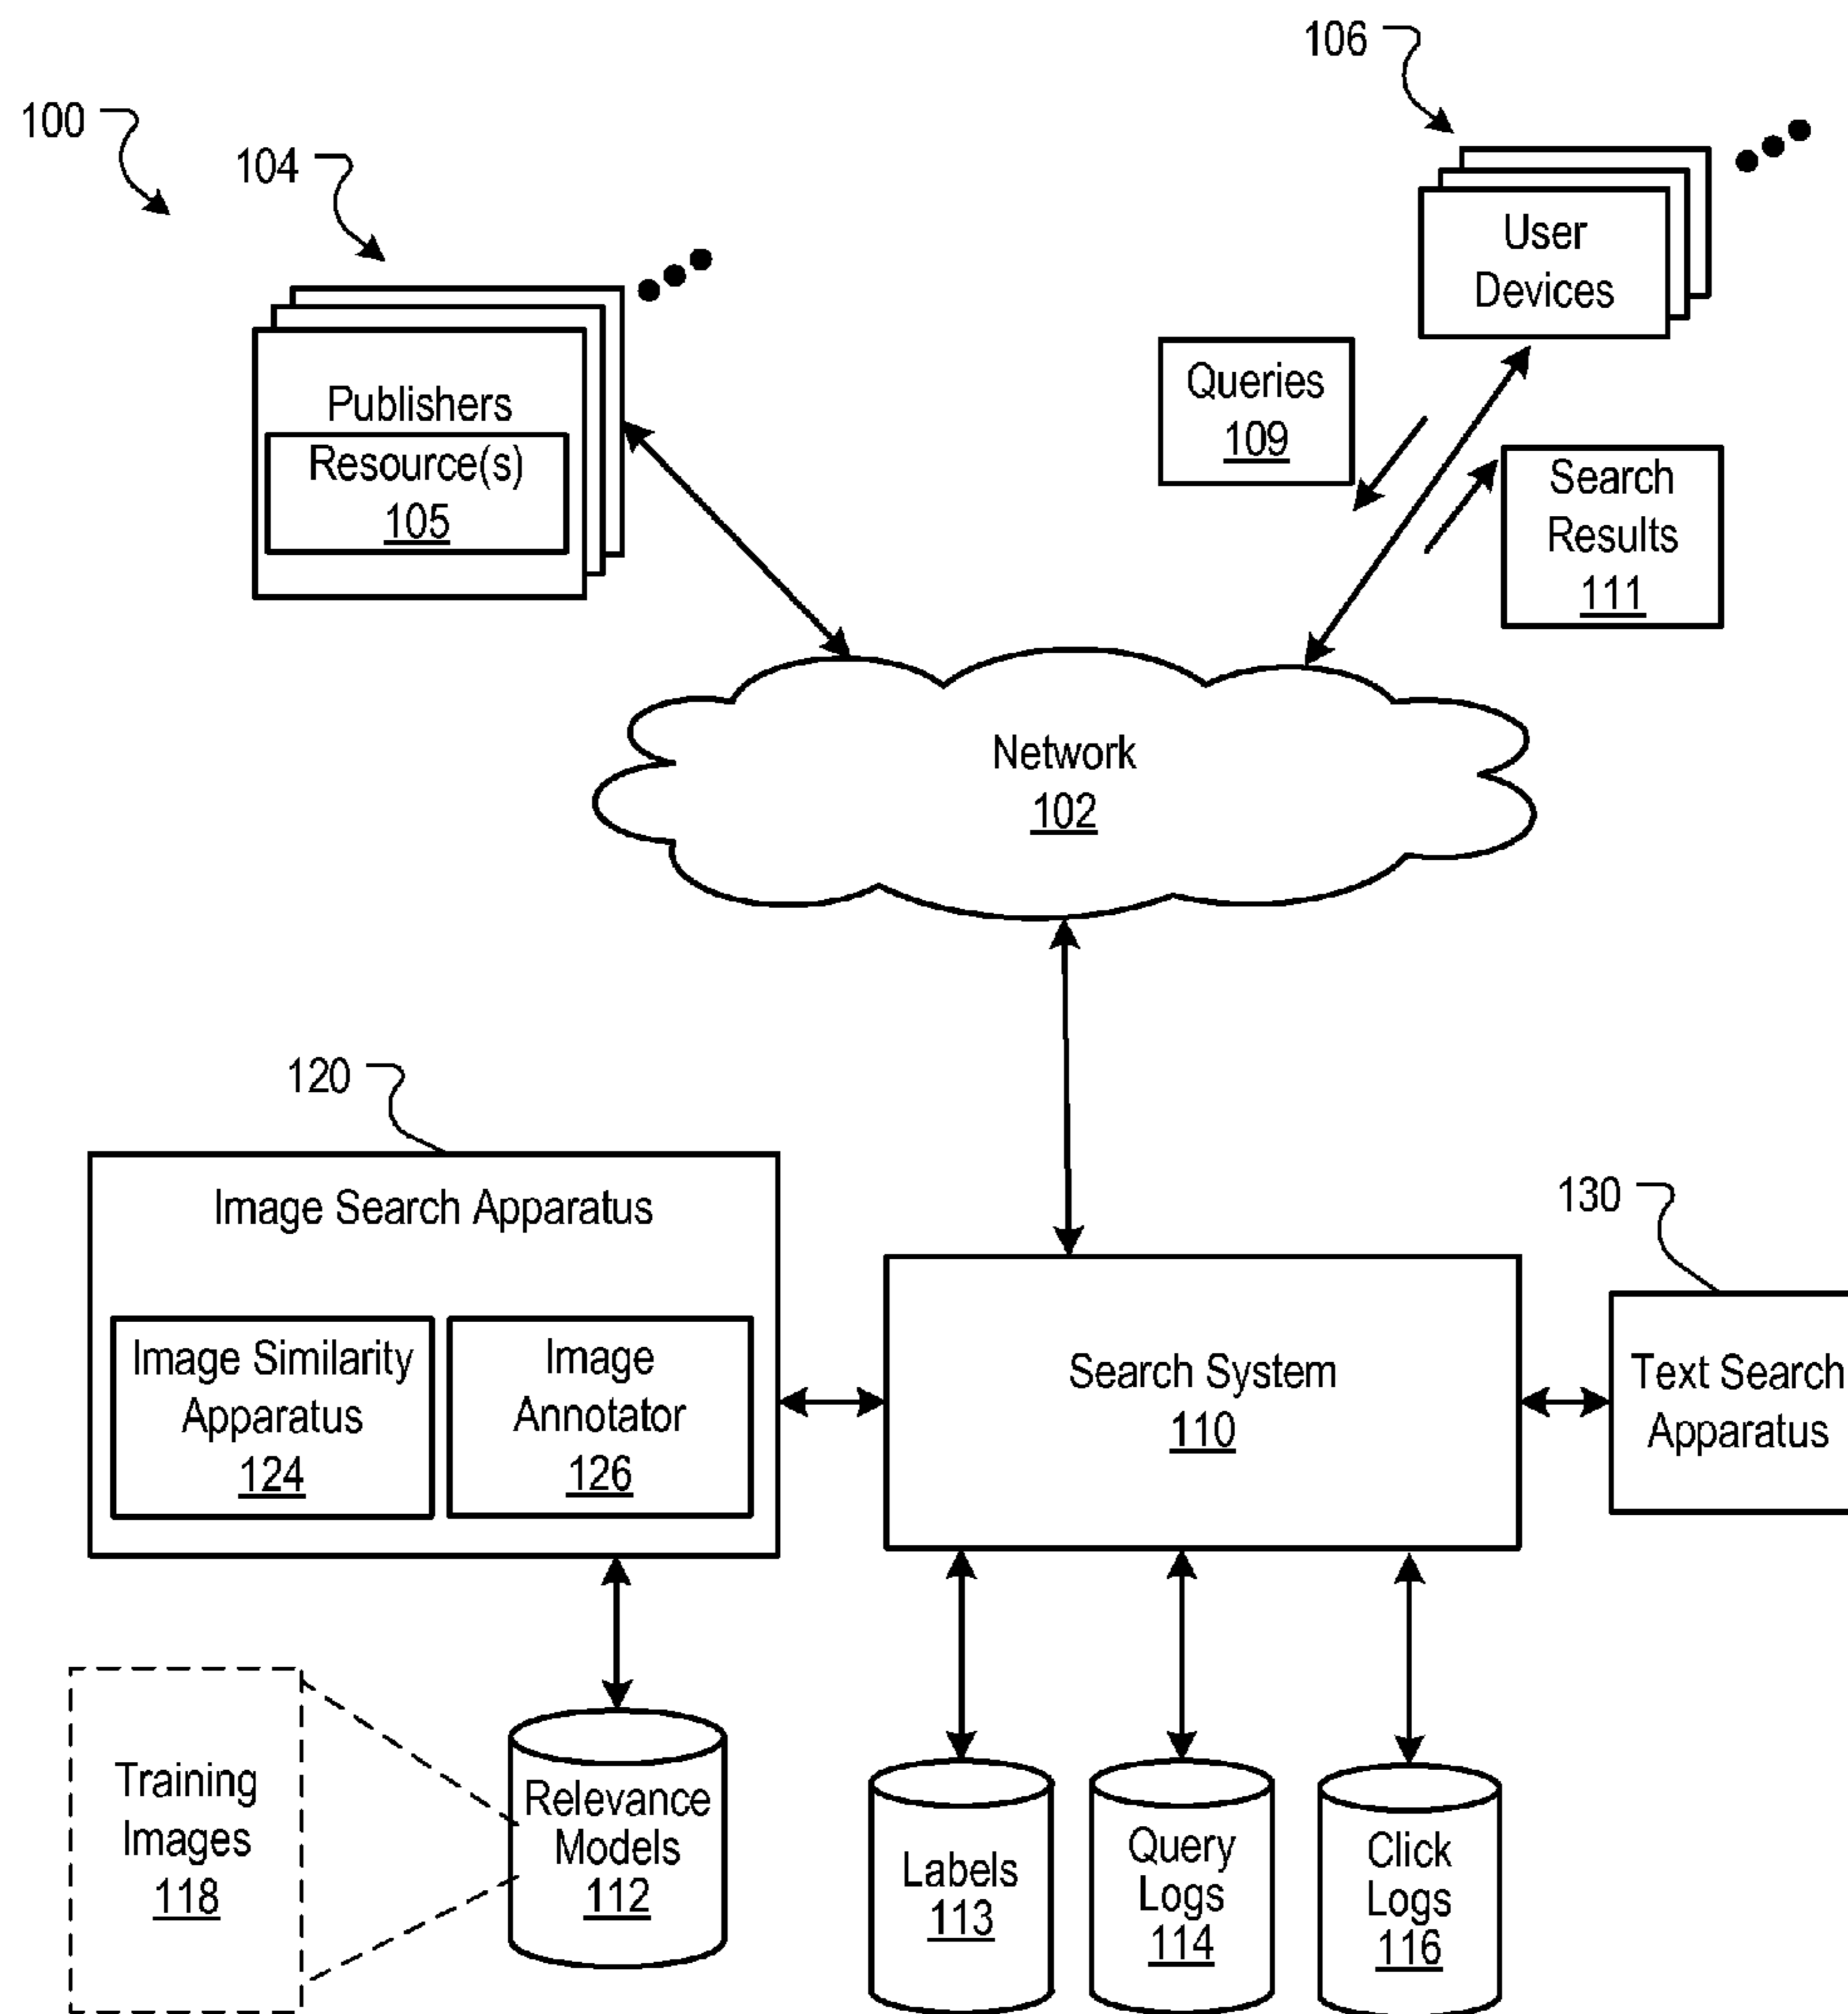 106
100
104
User
Devices
Queries
109
Publishers
Resource(s)
105
Search
Results
111
Network
102
120
Image Search Apparatus
130
Image Similarity
Apparatus
124
Image
Annotator
126
Search System
110
Text Search
Apparatus
Training
Images
118
Relevance
Models
112
Labels
113
Query
Logs
114
Click
Logs
116